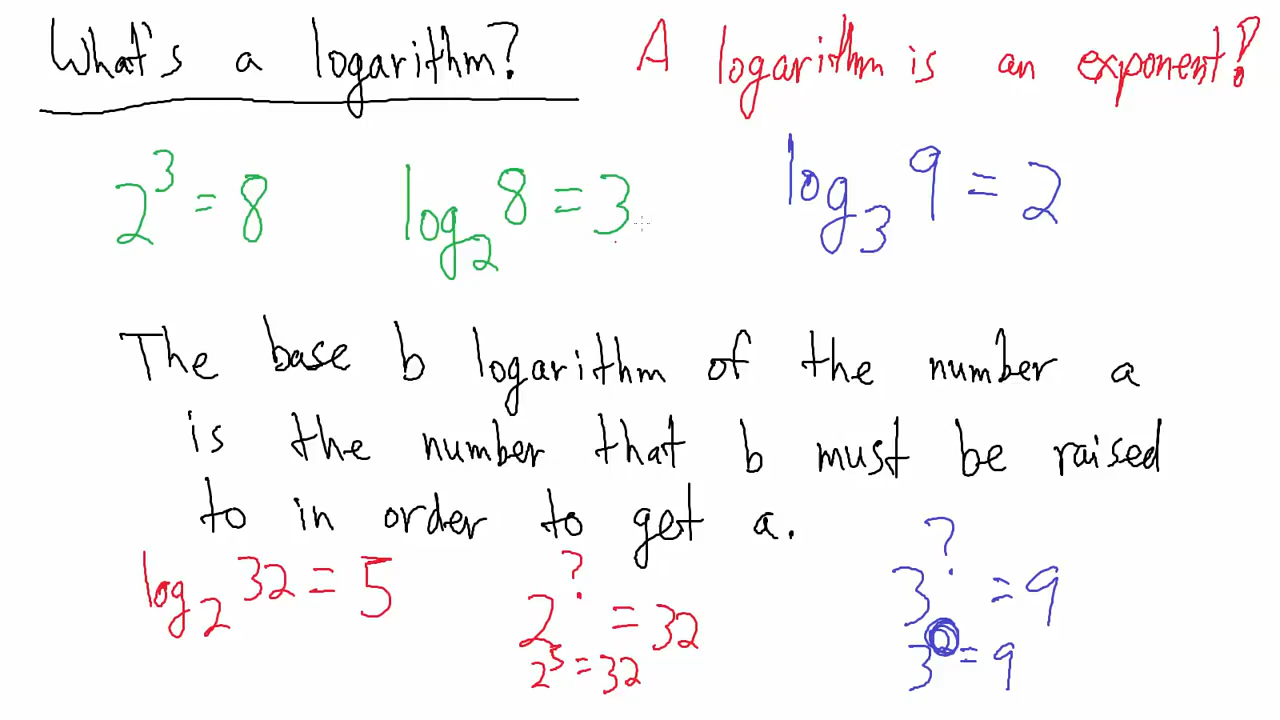 What's a logarithm? A logarithm is an exponent!
2³ = 8 log₂ 8 = 3 log₃ 9 = 2
The base b logarithm of the number a
is the number that b must be raised
to in order to get a.
log₂ 32 = 5 2^? = 32 3^? = 9
2⁵ = 32 3² = 9